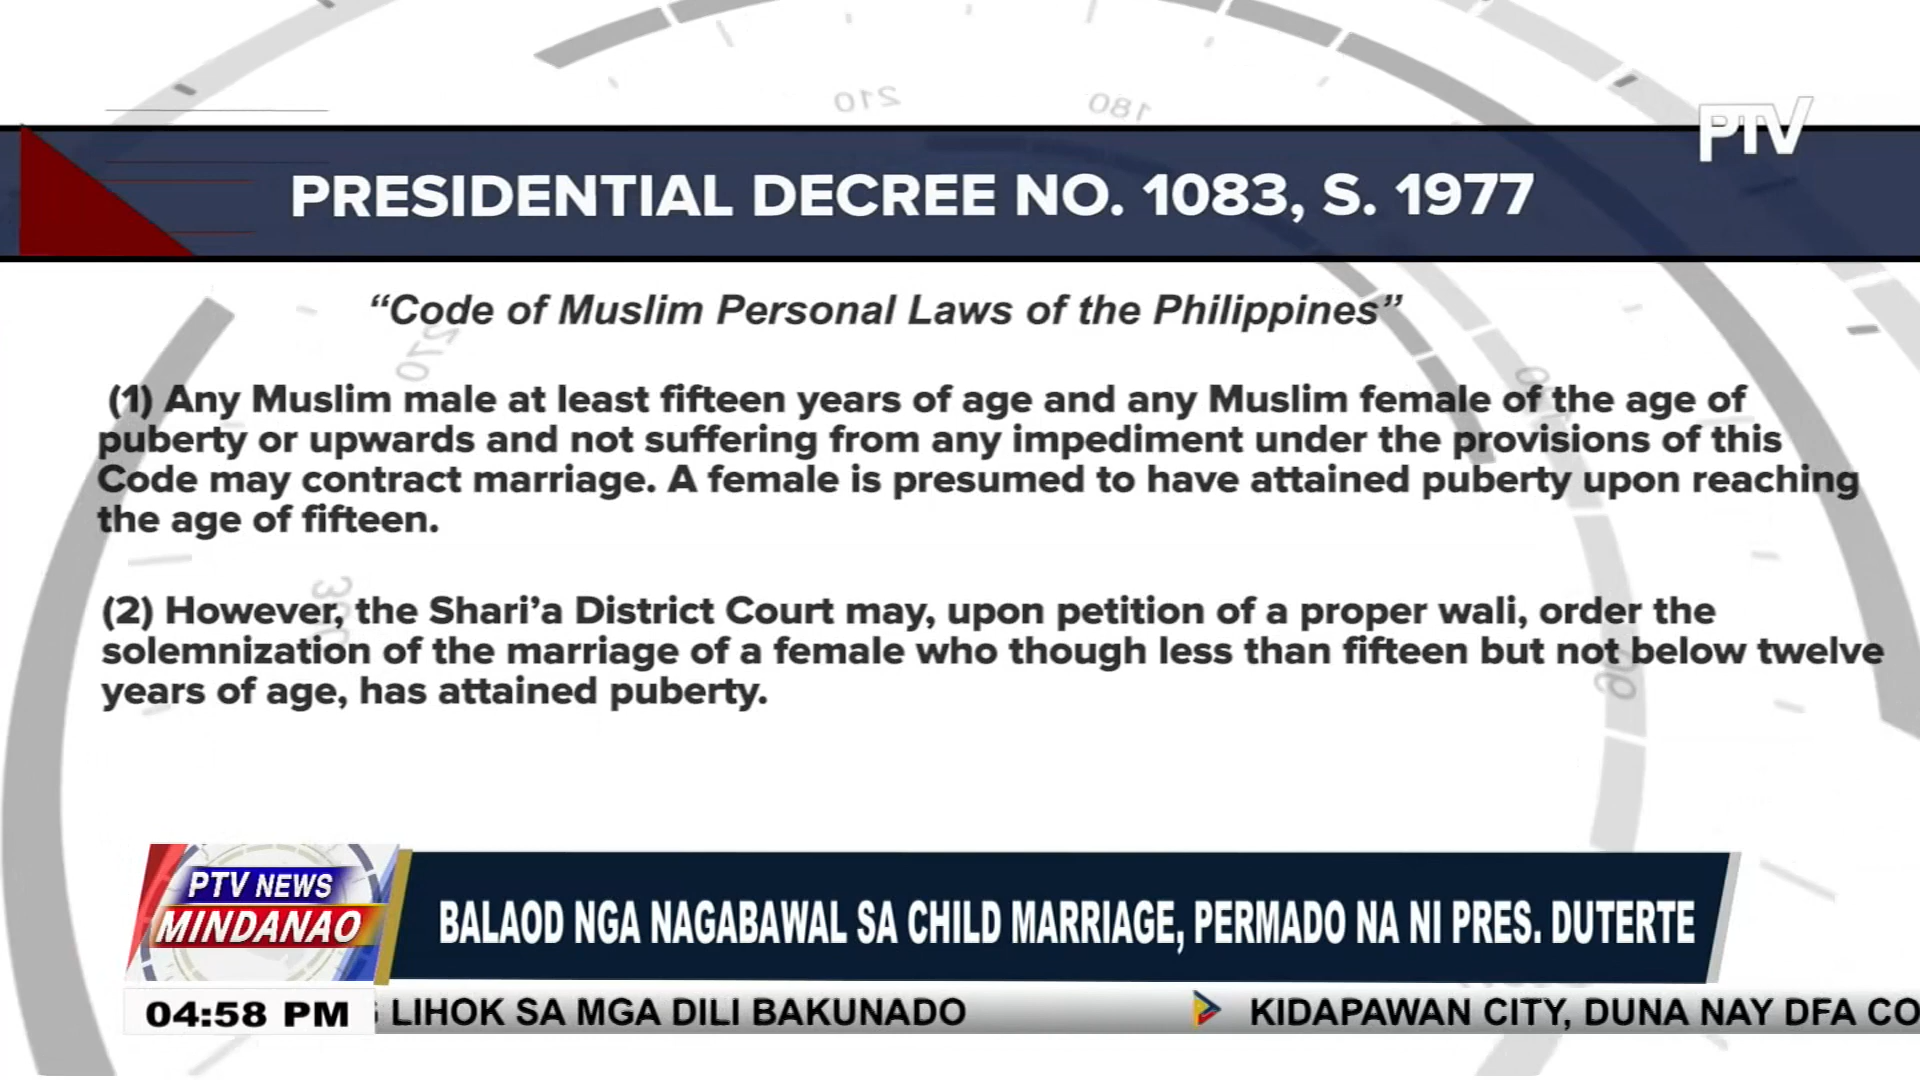 210
180
PTV
PRESIDENTIAL DECREE NO. 1083, S. 1977
“Code of Muslim Personal Laws of the Philippines”
270
(1) Any Muslim male at least fifteen years of age and any Muslim female of the age of
puberty or upwards and not suffering from any impediment under the provisions of this
Code may contract marriage. A female is presumed to have attained puberty upon reaching
the age of fifteen.
(2) However, the Shari’a District Court may, upon petition of a proper wali, order the
solemnization of the marriage of a female who though less than fifteen but not below twelve
years of age, has attained puberty.
PTV NEWS
MINDANAO
BALAOD NGA NAGABAWAL SA CHILD MARRIAGE, PERMADO NA NI PRES. DUTERTE
04:58 PM
LIHOK SA MGA DILI BAKUNADO
KIDAPAWAN CITY, DUNA NAY DFA CO